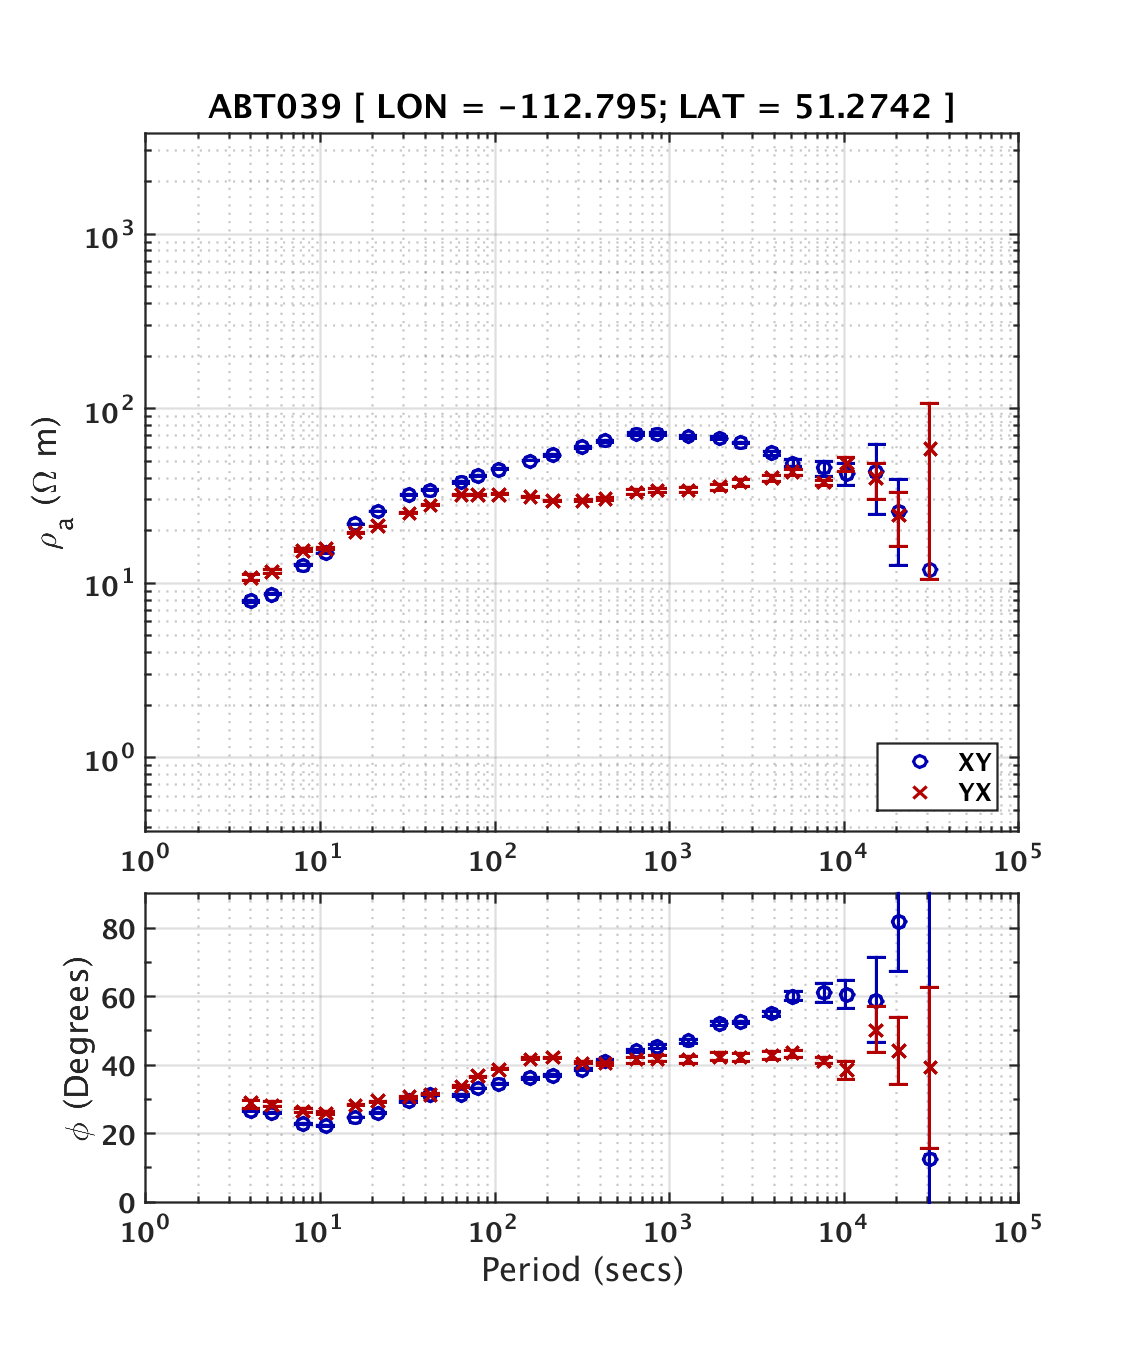 ABT039 [ LON = -112.795; LAT = 51.2742 ]
10³
10²
10¹
10⁰
ρa (Ω m)
XY
YX
10⁰ 10¹ 10² 10³ 10⁴ 10⁵
80
60
40
20
0
ϕ (Degrees)
10⁰ 10¹ 10² 10³ 10⁴ 10⁵
Period (secs)